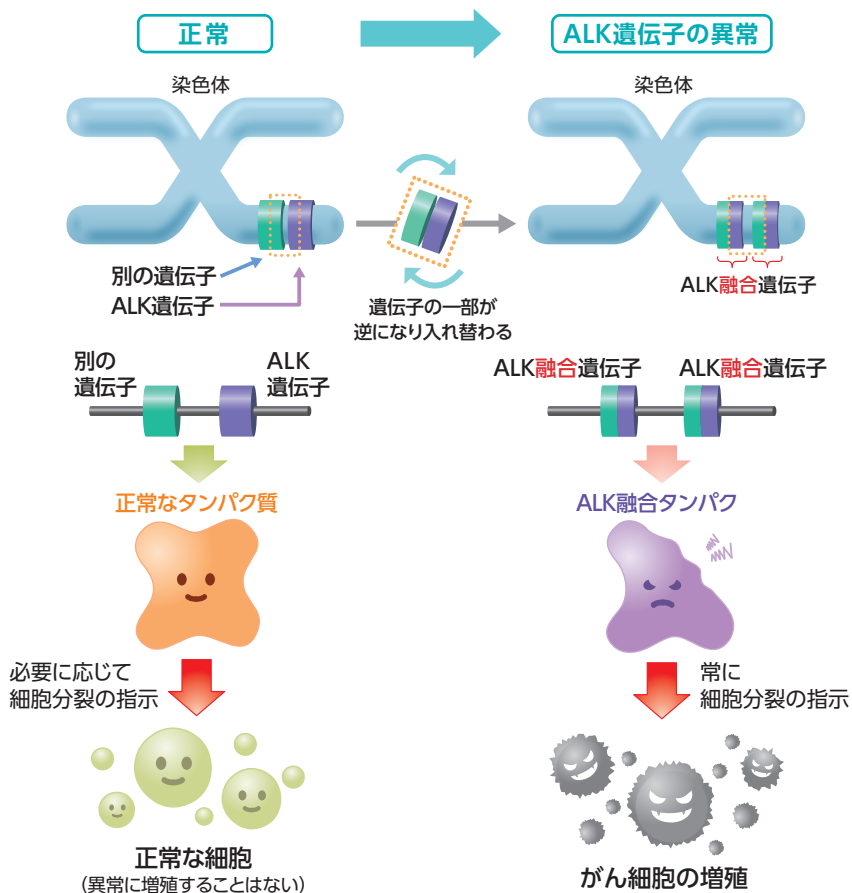 正常
ALK遺伝子の異常
染色体
染色体
別の遺伝子
ALK遺伝子
遺伝子の一部が
逆になり入れ替わる
ALK融合遺伝子
別の
遺伝子
ALK
遺伝子
ALK融合遺伝子
ALK融合遺伝子
正常なタンパク質
ALK融合タンパク
必要に応じて
細胞分裂の指示
常に
細胞分裂の指示
正常な細胞
(異常に増殖することはない)
がん細胞の増殖